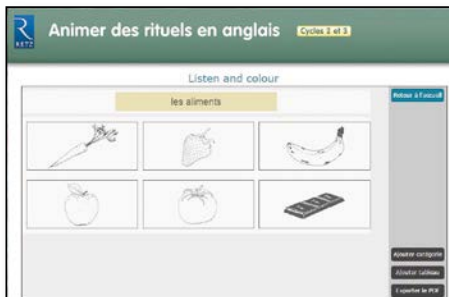 RETZ
Animer des rituels en anglais
Cycles 2 et 3
Listen and colour
Retour à l'accueil
les aliments
Ajouter catégorie
Ajouter tableau
Exporter le PDF